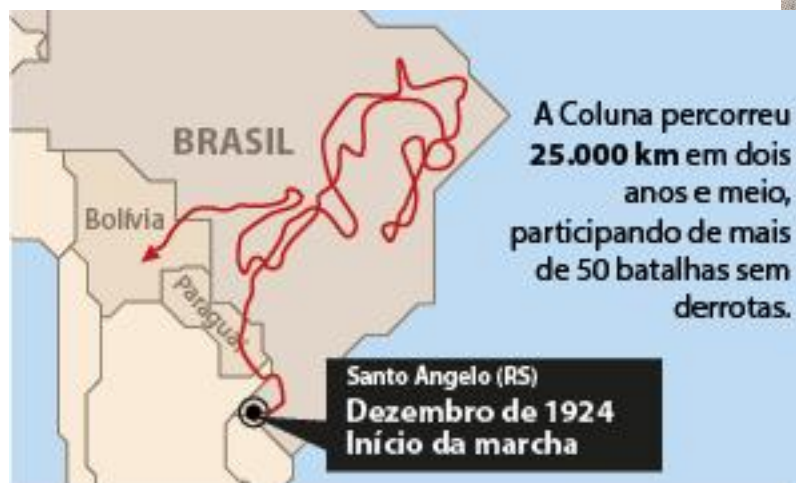 BRASIL
Bolívia
Paraguai
A Coluna percorreu
25.000 km em dois
anos e meio,
participando de mais
de 50 batalhas sem
derrotas.
Santo Angelo (RS)
Dezembro de 1924
Início da marcha